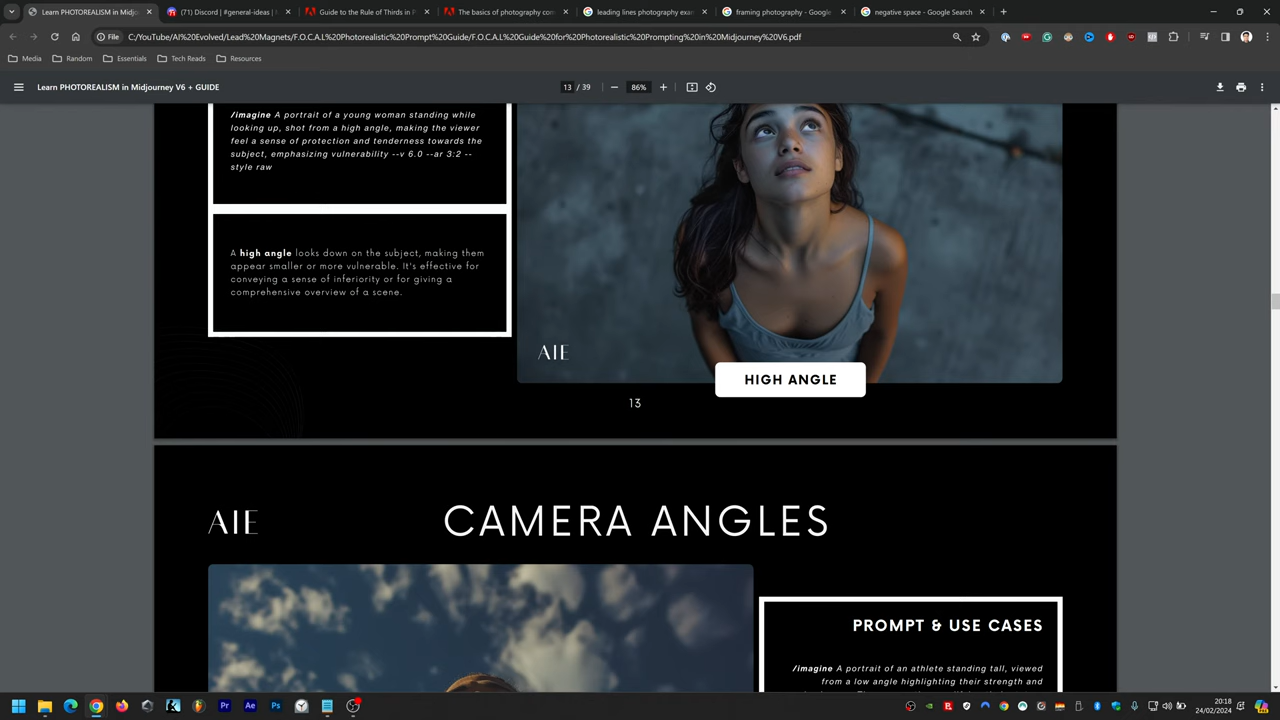 (71) Discord | #general-ideas |
Guide to the Rule of Thirds in P
The basics of photography com
leading lines photography exam
framing photography - Google
negative space - Google Search
File
C:/YouTube/AI%20Evolved/Lead%20Magnets/F.O.C.A.L%20Photorealistic%20Prompt%20Guide/F.O.C.A.L%20Guide%20for%20Photorealistic%20Prompting%20in%20Midjourney%20V6.pdf
Media
Random
Essentials
Tech Reads
Resources
Learn PHOTOREALISM in Midjourney V6 + GUIDE
13 / 39
86%
/imagine A portrait of a young woman standing while
looking up, shot from a high angle, making the viewer
feel a sense of protection and tenderness towards the
subject, emphasizing vulnerability --v 6.0 --ar 3:2 --
style raw
A high angle looks down on the subject, making them
appear smaller or more vulnerable. It's effective for
conveying a sense of inferiority or for giving a
comprehensive overview of a scene.
AIE
HIGH ANGLE
13
AIE
CAMERA ANGLES
PROMPT & USE CASES
/imagine A portrait of an athlete standing tall, viewed
from a low angle highlighting their strength and
20:18
24/02/2024